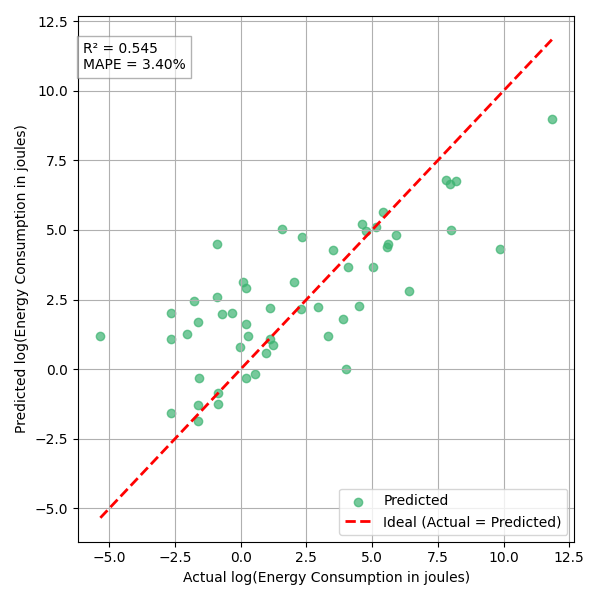 R² = 0.545
MAPE = 3.40%
12.5
10.0
7.5
5.0
2.5
0.0
−2.5
−5.0
Predicted log(Energy Consumption in joules)
Predicted
Ideal (Actual = Predicted)
−5.0 −2.5 0.0 2.5 5.0 7.5 10.0 12.5
Actual log(Energy Consumption in joules)